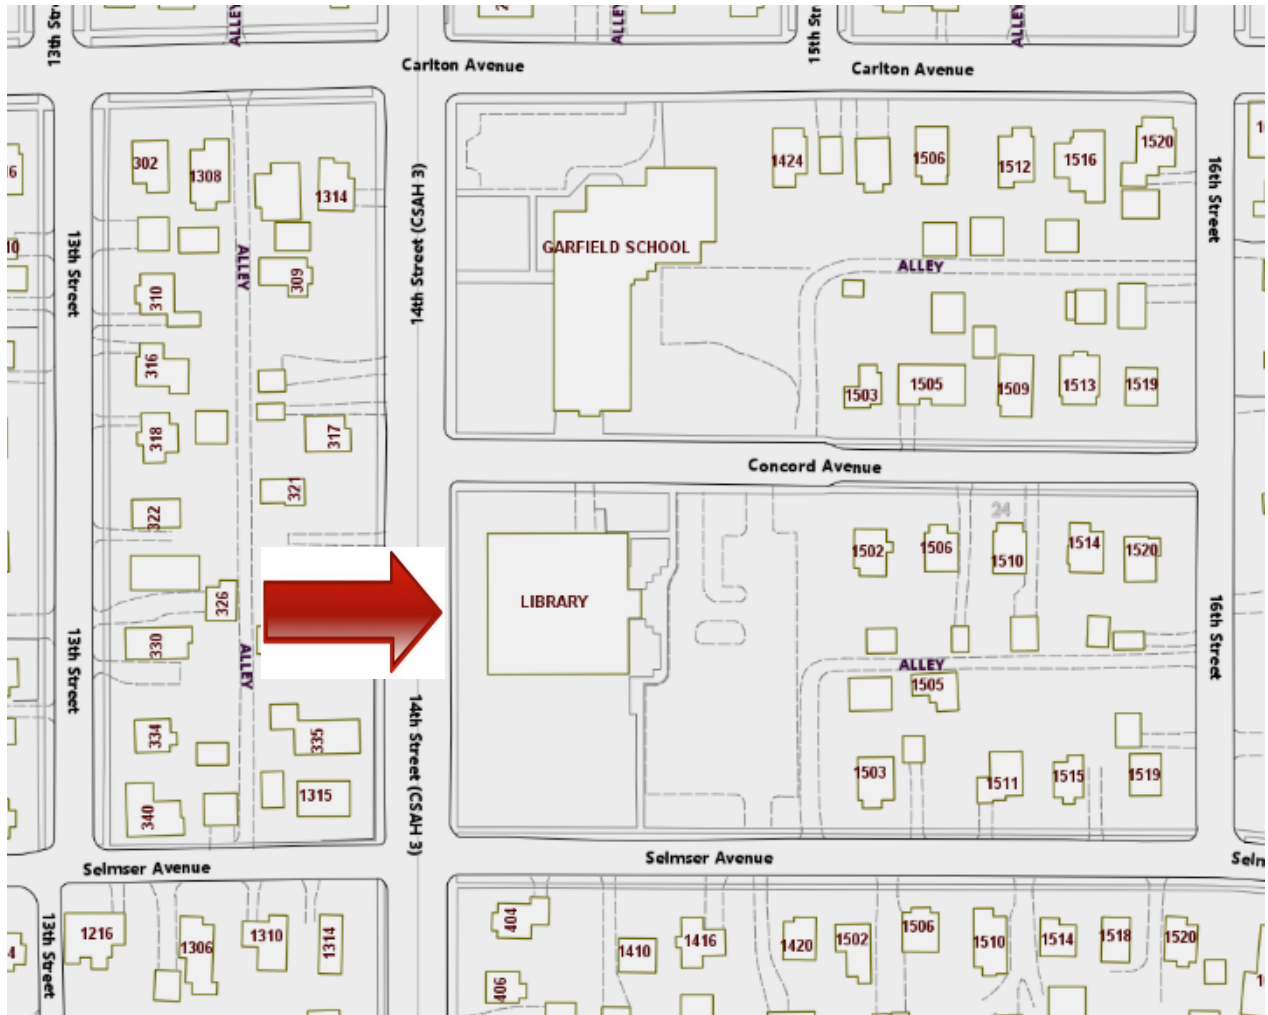 13th Str
ALLEY
ALLEY
15th Str
ALLEY
Carlton Avenue
Carlton Avenue
302
1308
1314
14th Street (CSAH 3)
1424
1506
1512
1516
1520
16th Street
13th Street
ALLEY
309
310
GARFIELD SCHOOL
ALLEY
316
318
317
1503
1505
1509
1513
1519
321
322
Concord Avenue
24
1502
1506
1510
1514
1520
LIBRARY
326
330
13th Street
ALLEY
16th Street
ALLEY
1505
334
335
14th Street (CSAH 3)
340
1315
1503
1511
1515
1519
Selmser Avenue
Selmser Avenue
Selm
13th Street
1216
1306
1310
1314
404
406
1410
1416
1420
1502
1506
1510
1514
1518
1520